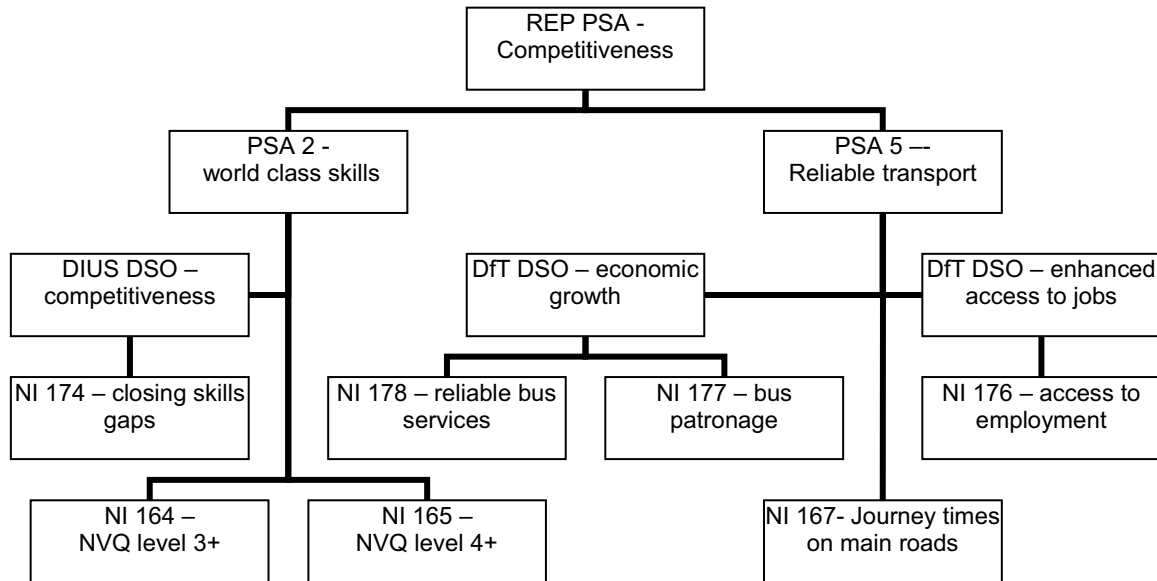 REP PSA -
Competitiveness
PSA 2 -
world class skills
PSA 5 –-
Reliable transport
DIUS DSO –
competitiveness
DfT DSO – economic
growth
DfT DSO – enhanced
access to jobs
NI 174 – closing skills
gaps
NI 178 – reliable bus
services
NI 177 – bus
patronage
NI 176 – access to
employment
NI 164 –
NVQ level 3+
NI 165 –
NVQ level 4+
NI 167- Journey times
on main roads